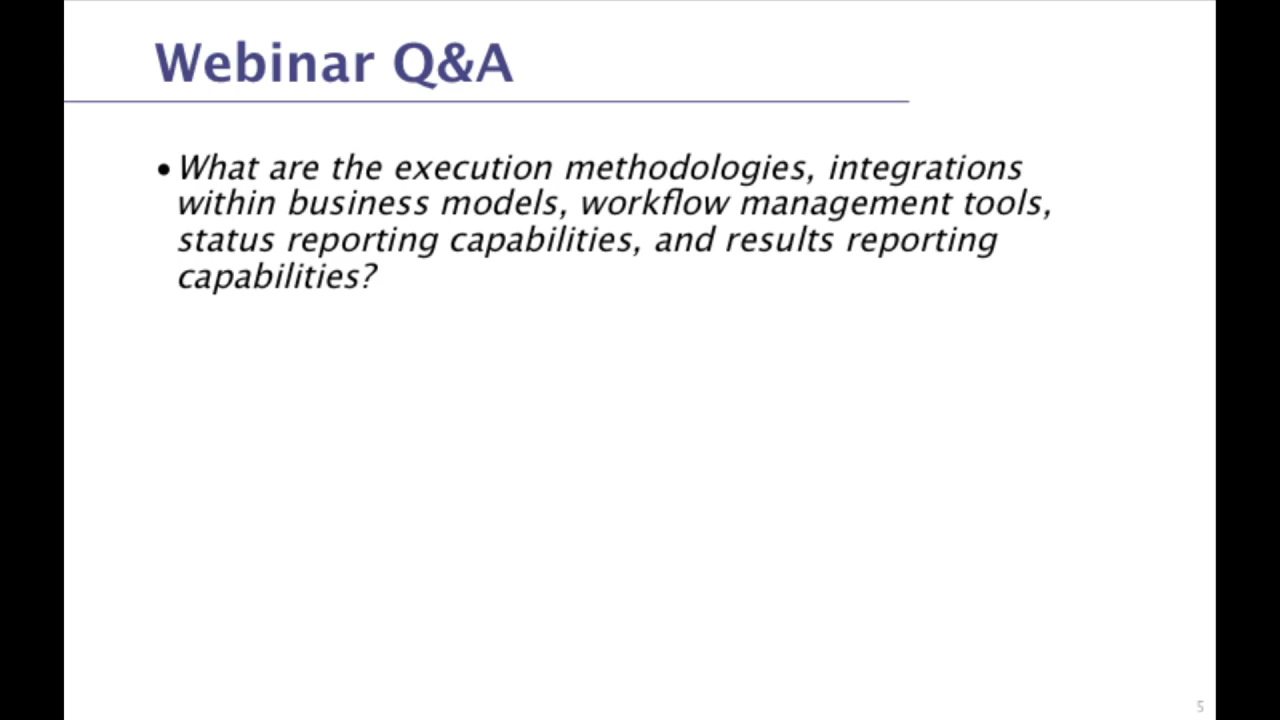 Webinar Q&A
•What are the execution methodologies, integrations
within business models, workflow management tools,
status reporting capabilities, and results reporting
capabilities?
5